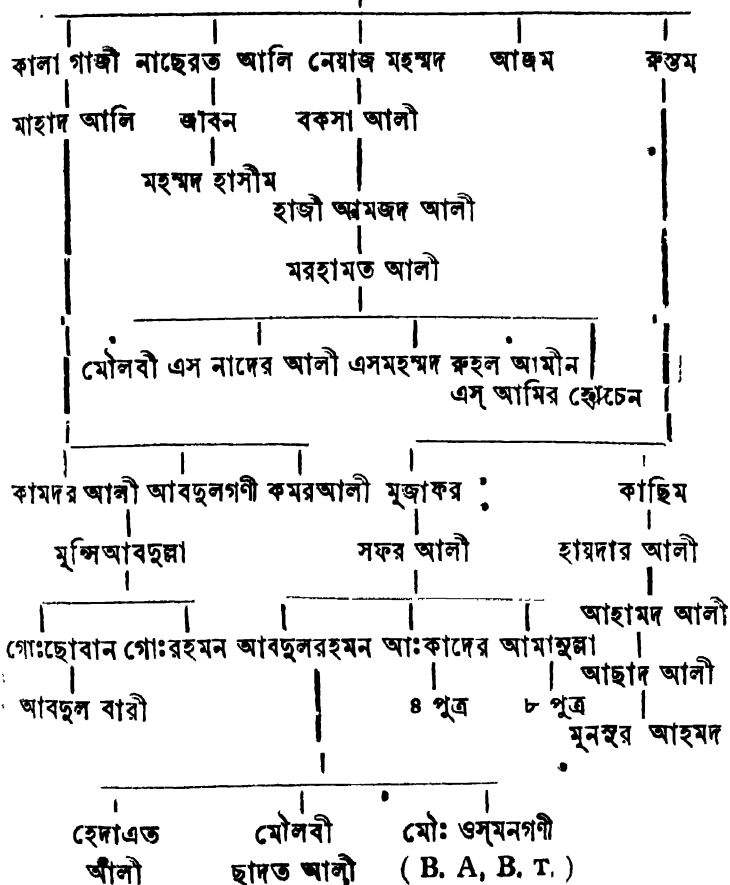 কালা গাজী নাছেরত আলি নেয়াজ মহম্মদ আজম রুস্তম
মাহাদ আলি জাবন বকসা আলী
মহম্মদ হাসীম
হাজী আমজদ আলী
মরহামত আলী
মৌলবী এস নাদের আলী এসমহম্মদ রুহল আমীন
এস্ আমির হোচেন
কামদর আলী আবদুলগণী কমরআলী মুজাফর কাছিম
মুন্সিআবদুল্লা সফর আলী হায়দার আলী
আহামদ আলী
গোঃছোবান গোঃরহমন আবদুলরহমন আঃকাদের আমানুল্লা
আছাদ আলী
আবদুল বারী ৪ পুত্র ৮ পুত্র
মুনসুর আহমদ
হেদাএত মৌলবী মৌঃ ওস্‌মনগণী
আলী ছাদত আলী ( B. A, B. T. )